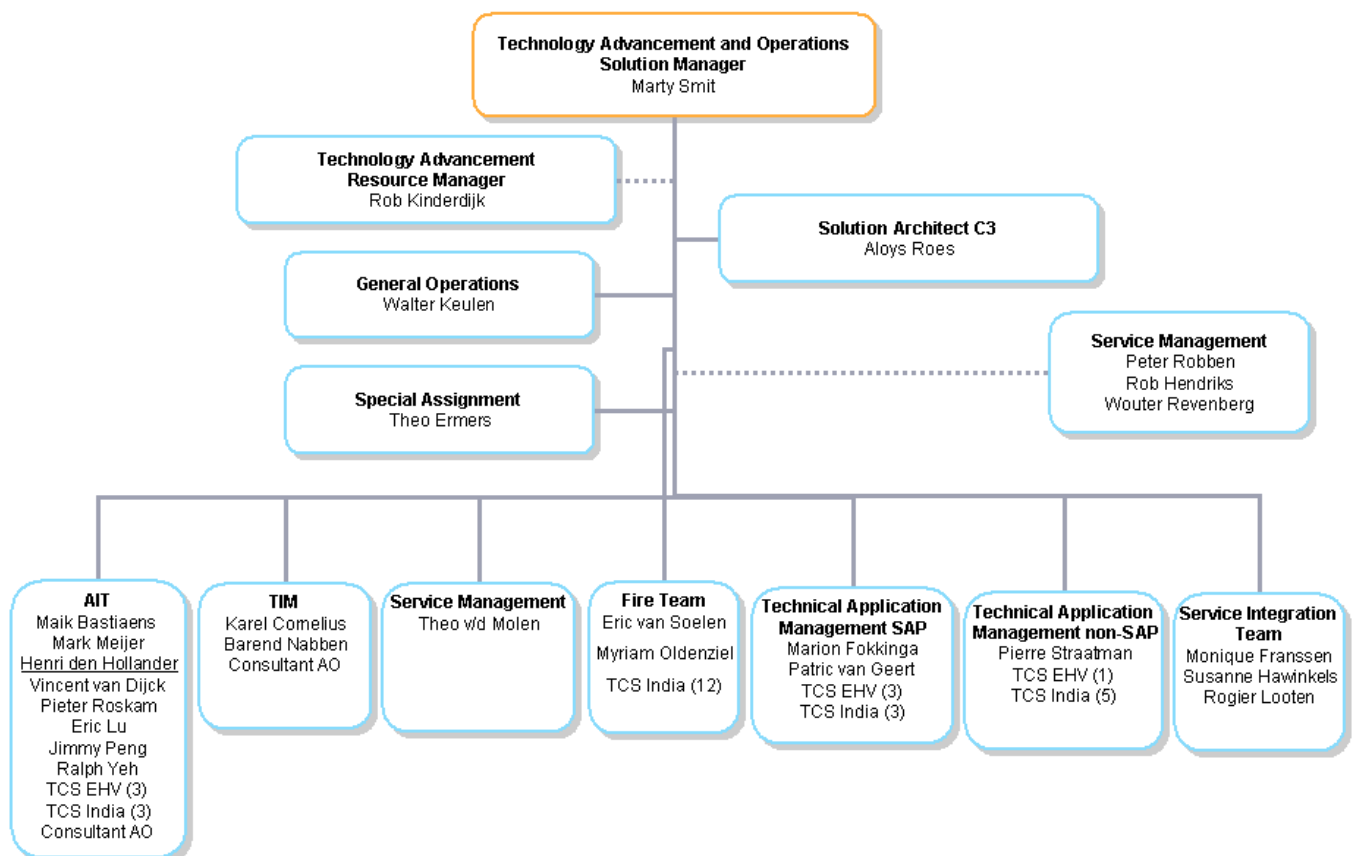 Technology Advancement and Operations
Solution Manager
Marty Smit
Technology Advancement
Resource Manager
Rob Kinderdijk
Solution Architect C3
Aloys Roes
General Operations
Walter Keulen
Service Management
Peter Robben
Rob Hendriks
Wouter Revenberg
Special Assignment
Theo Ermers
AIT
Maik Bastiaens
Mark Meijer
Henri den Hollander
Vincent van Dijck
Pieter Roskam
Eric Lu
Jimmy Peng
Ralph Yeh
TCS EHV (3)
TCS India (3)
Consultant AO
TIM
Karel Cornelius
Barend Nabben
Consultant AO
Service Management
Theo v/d Molen
Fire Team
Eric van Soelen
Myriam Oldenziel
TCS India (12)
Technical Application
Management SAP
Marion Fokkinga
Patric van Geert
TCS EHV (3)
TCS India (3)
Technical Application
Management non-SAP
Pierre Straatman
TCS EHV (1)
TCS India (5)
Service Integration
Team
Monique Franssen
Susanne Hawinkels
Rogier Looten